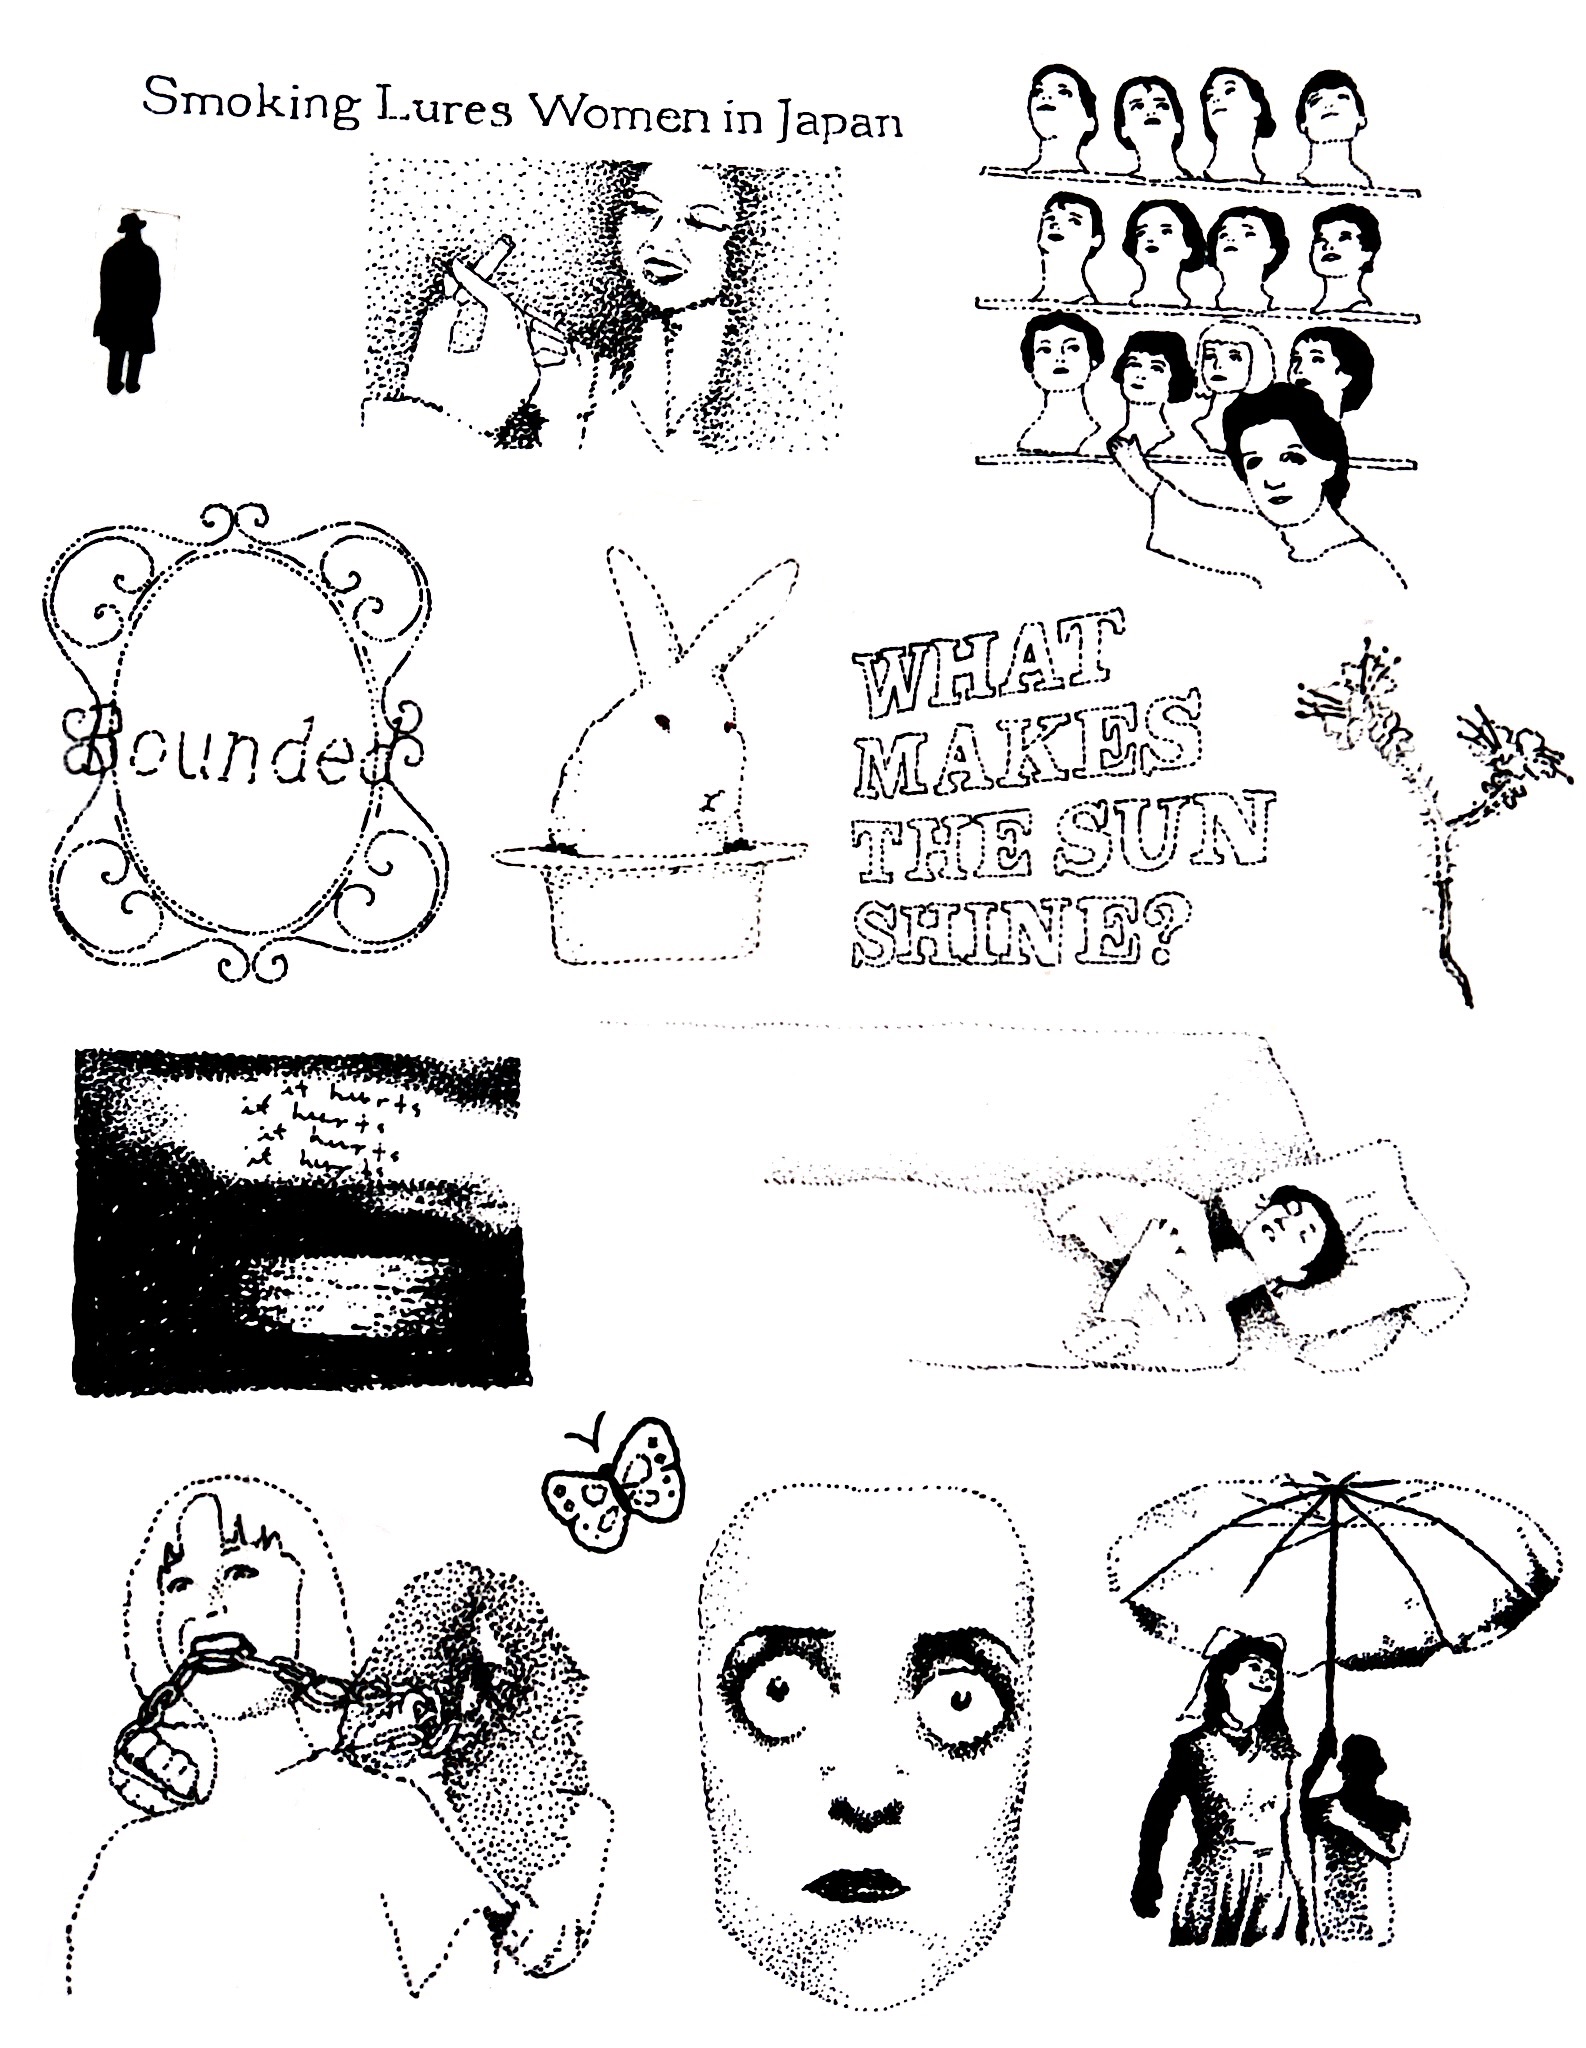 Smoking Lures Women in Japan
Bounded
WHAT
MAKES
THE SUN
SHINE?
it hurts
it hurts
it hurts
it hurts